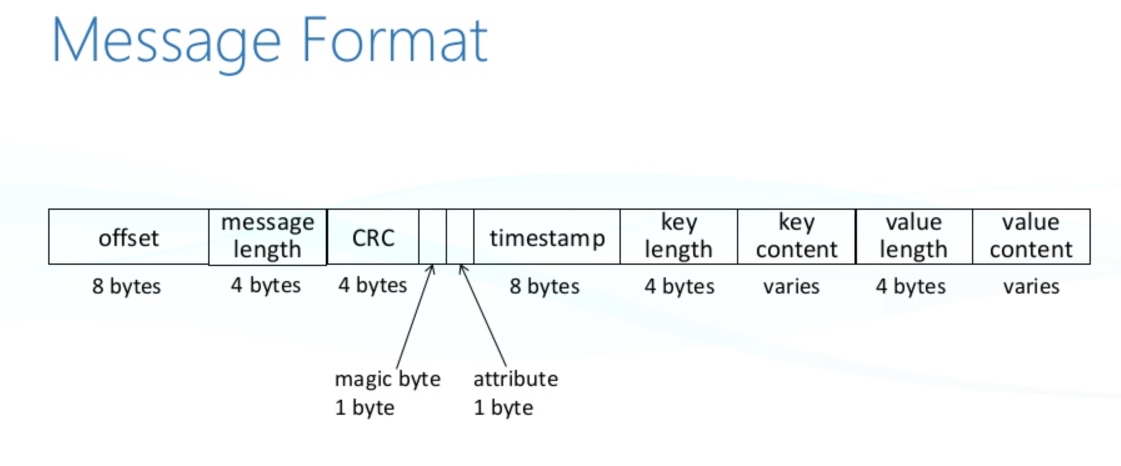 Message Format
offset
message
length
CRC
timestamp
key
length
key
content
value
length
value
content
8 bytes
4 bytes
4 bytes
8 bytes
4 bytes
varies
4 bytes
varies
magic byte
1 byte
attribute
1 byte